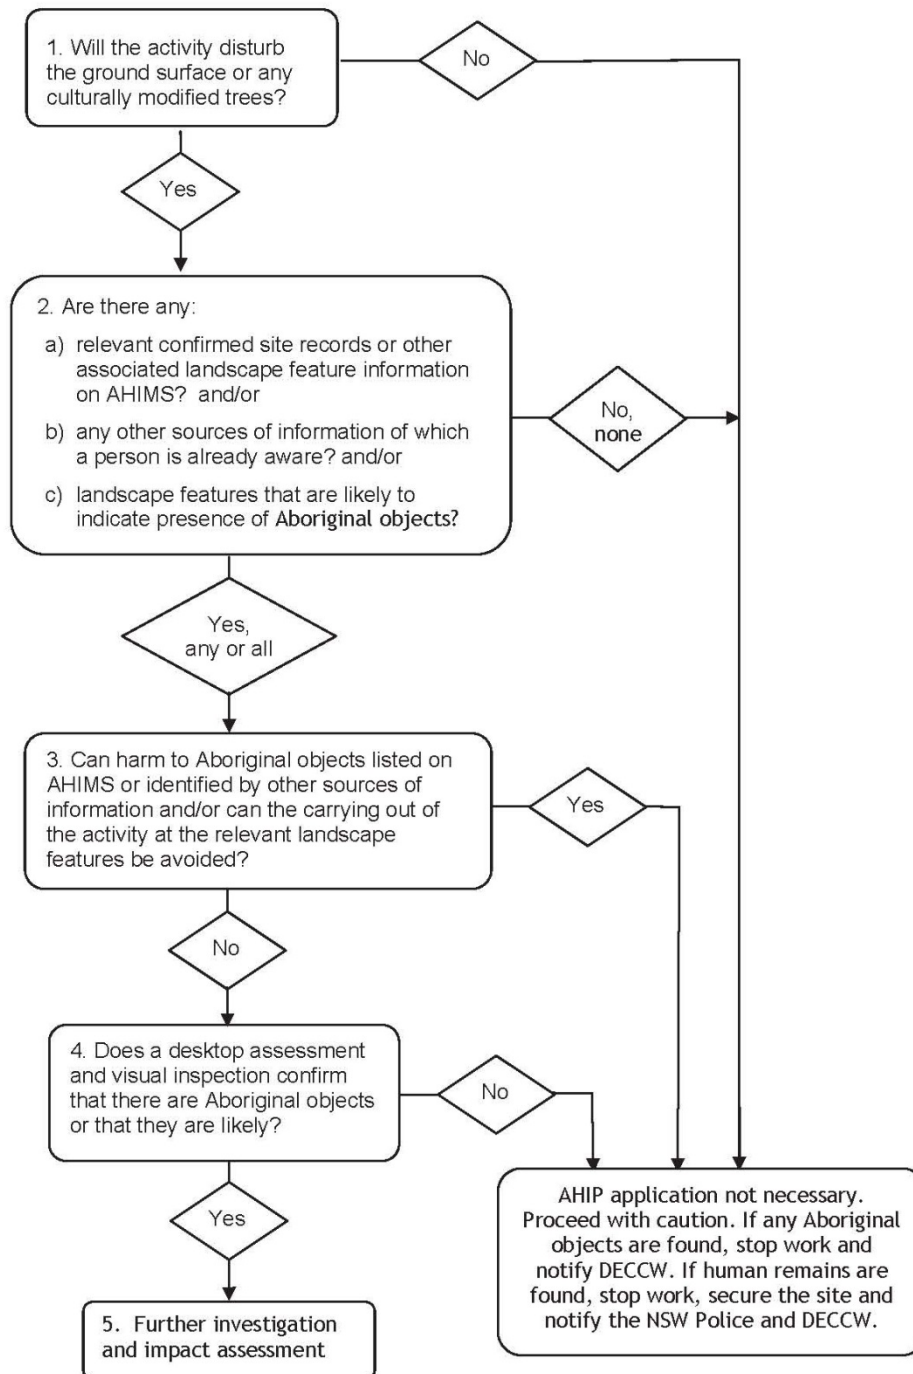 1. Will the activity disturb
the ground surface or any
culturally modified trees?
No
Yes
2. Are there any:
a) relevant confirmed site records or other
associated landscape feature information
on AHIMS? and/or
b) any other sources of information of which
a person is already aware? and/or
c) landscape features that are likely to
indicate presence of Aboriginal objects?
No,
none
Yes,
any or all
3. Can harm to Aboriginal objects listed on
AHIMS or identified by other sources of
information and/or can the carrying out of
the activity at the relevant landscape
features be avoided?
Yes
No
4. Does a desktop assessment
and visual inspection confirm
that there are Aboriginal objects
or that they are likely?
No
Yes
AHIP application not necessary.
Proceed with caution. If any Aboriginal
objects are found, stop work and
notify DECCW. If human remains are
found, stop work, secure the site and
notify the NSW Police and DECCW.
5. Further investigation
and impact assessment